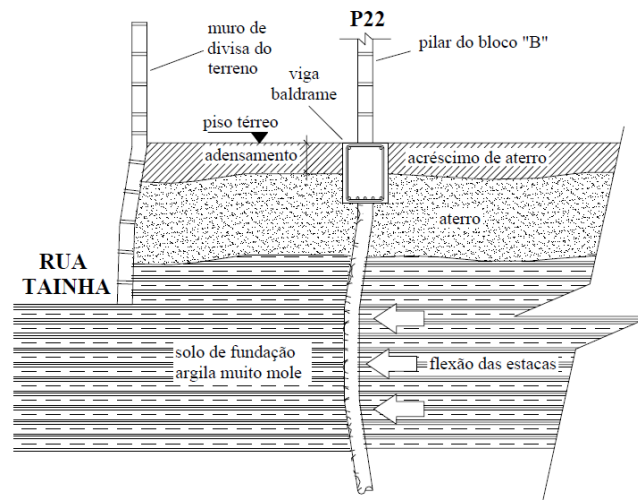 P22
muro de
divisa do
terreno
pilar do bloco "B"
viga
baldrame
piso térreo
adensamento
acréscimo de aterro
aterro
RUA
TAINHA
solo de fundação
argila muito mole
flexão das estacas